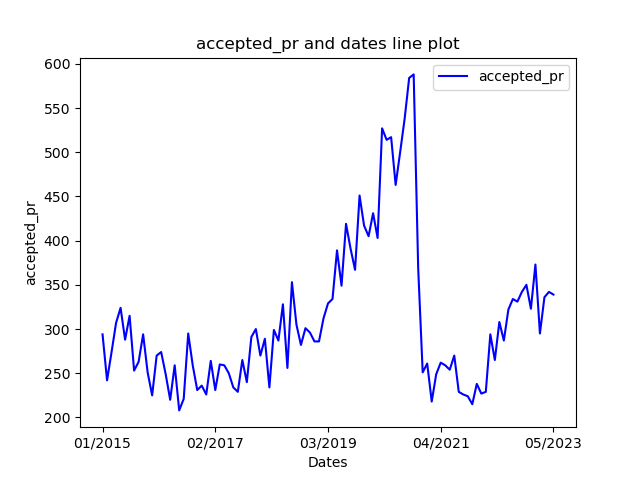 accepted_pr and dates line plot
accepted_pr
600
550
500
450
400
350
300
250
200
accepted_pr
01/2015 02/2017 03/2019 04/2021 05/2023
Dates